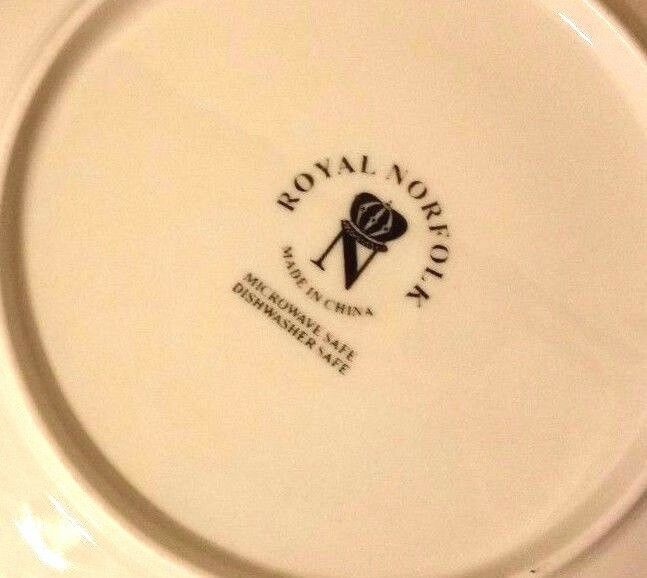 ROYAL NORFOLK
N
MADE IN CHINA
MICROWAVE SAFE
DISHWASHER SAFE